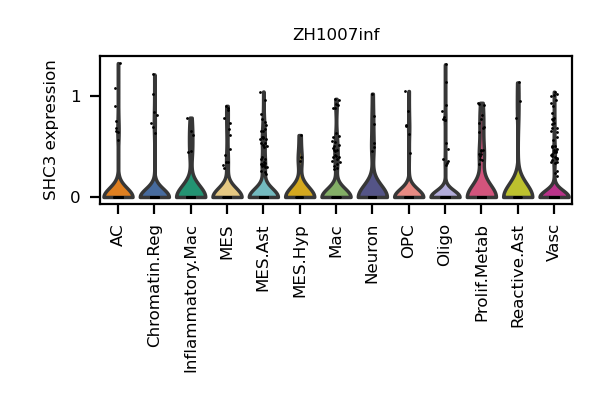 ZH1007inf
SHC3 expression
1
0
AC
Chromatin.Reg
Inflammatory.Mac
MES
MES.Ast
MES.Hyp
Mac
Neuron
OPC
Oligo
Prolif.Metab
Reactive.Ast
Vasc